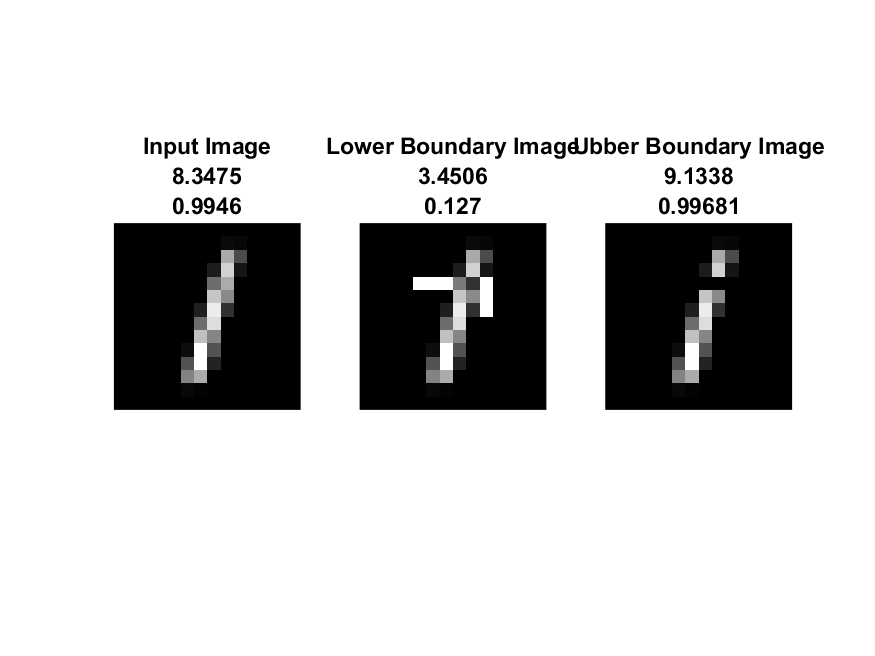 Input Image
8.3475
0.9946
Lower Boundary Image
3.4506
0.127
Ubber Boundary Image
9.1338
0.99681